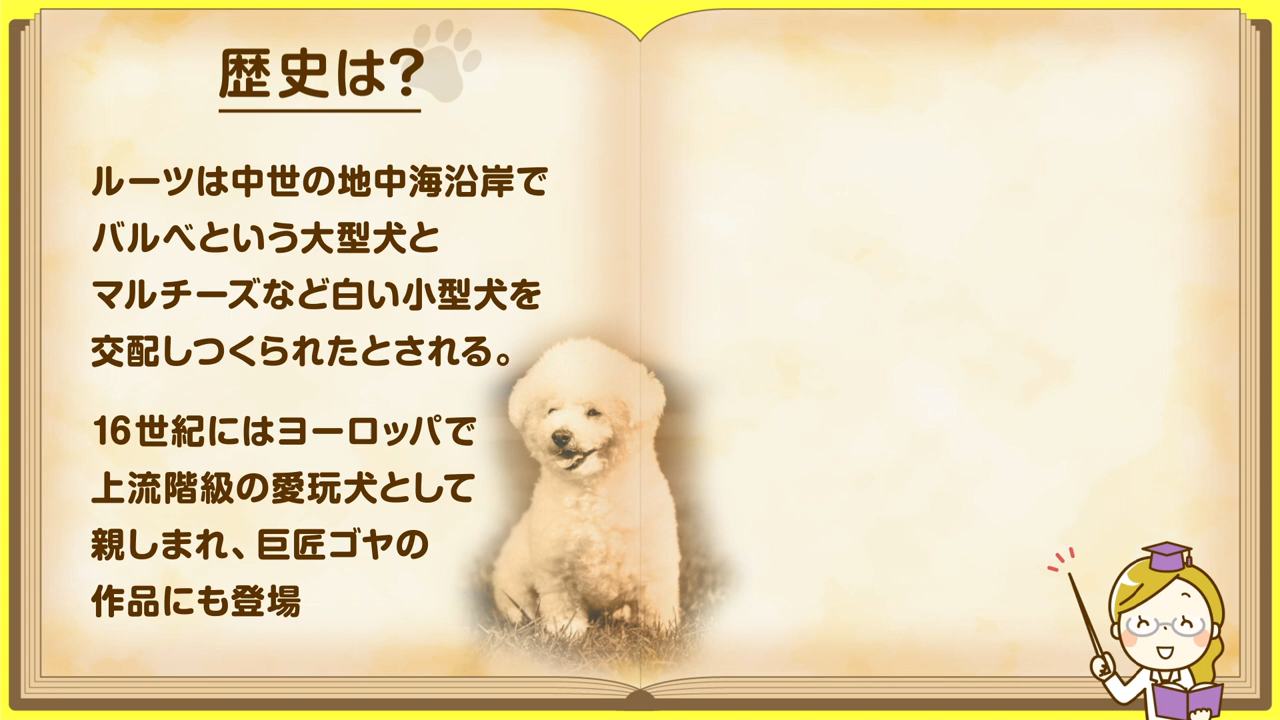 歴史は?
ルーツは中世の地中海沿岸で
バルベという大型犬と
マルチーズなど白い小型犬を
交配しつくられたとされる。
16世紀にはヨーロッパで
上流階級の愛玩犬として
親しまれ、巨匠ゴヤの
作品にも登場